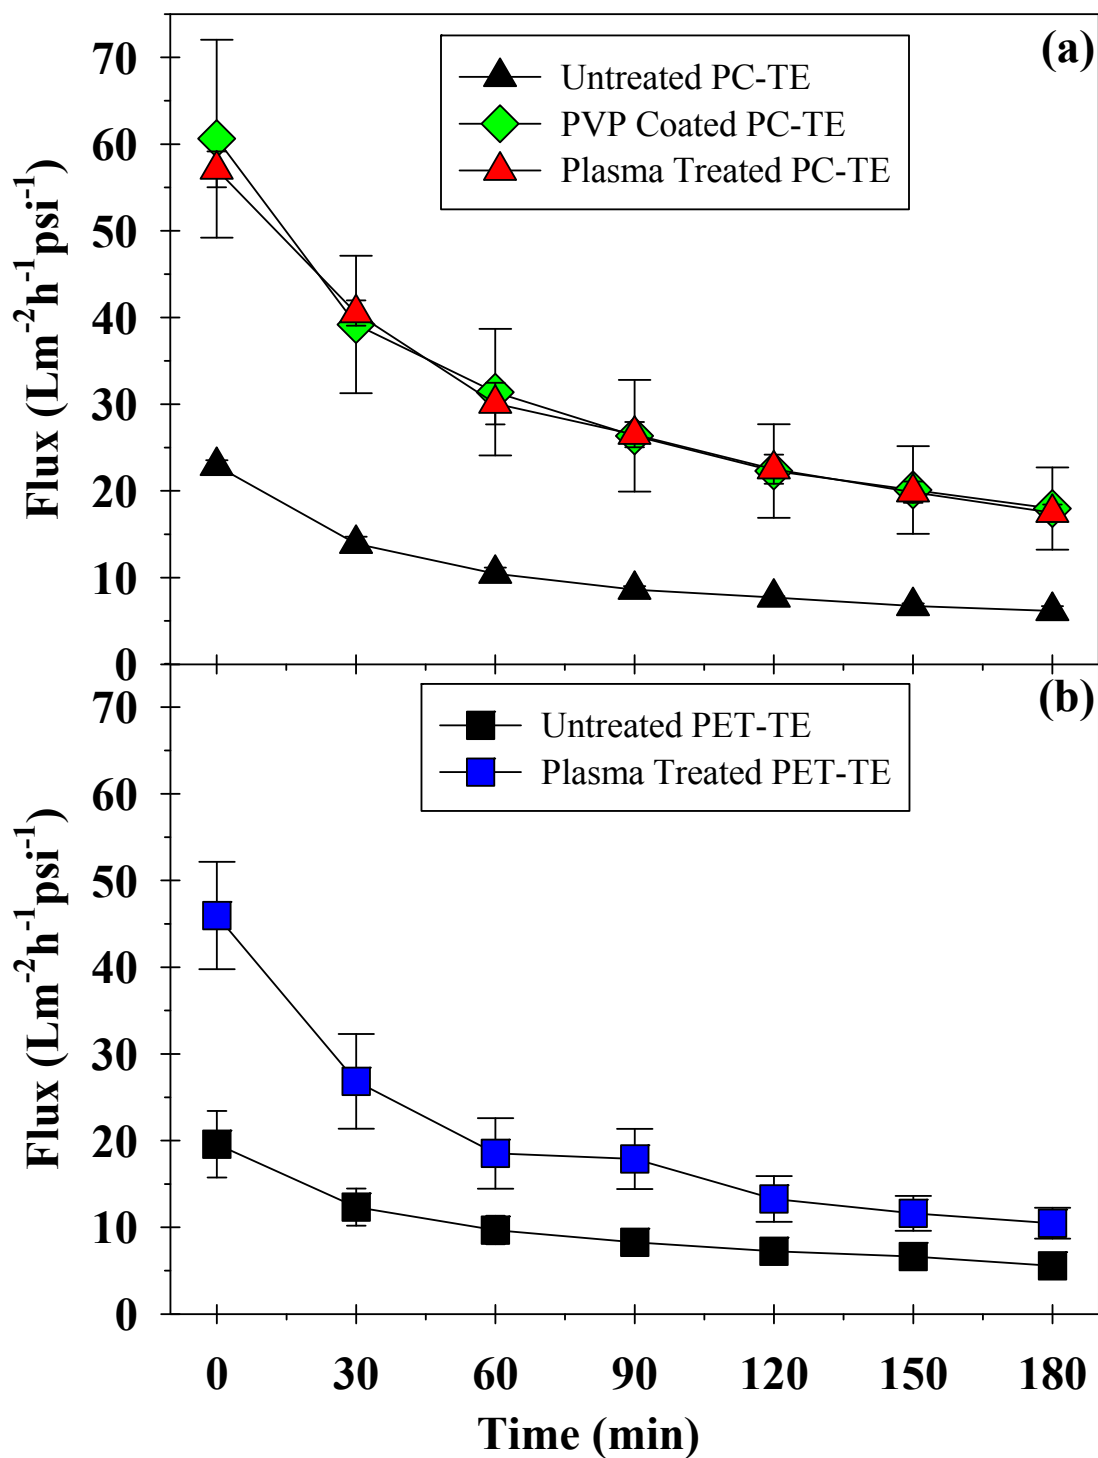 (a)
Untreated PC-TE
PVP Coated PC-TE
Plasma Treated PC-TE
70
60
50
40
30
20
10
0
Flux (Lm⁻²h⁻¹psi⁻¹)
(b)
Untreated PET-TE
Plasma Treated PET-TE
70
60
50
40
30
20
10
0
Flux (Lm⁻²h⁻¹psi⁻¹)
0 30 60 90 120 150 180
Time (min)